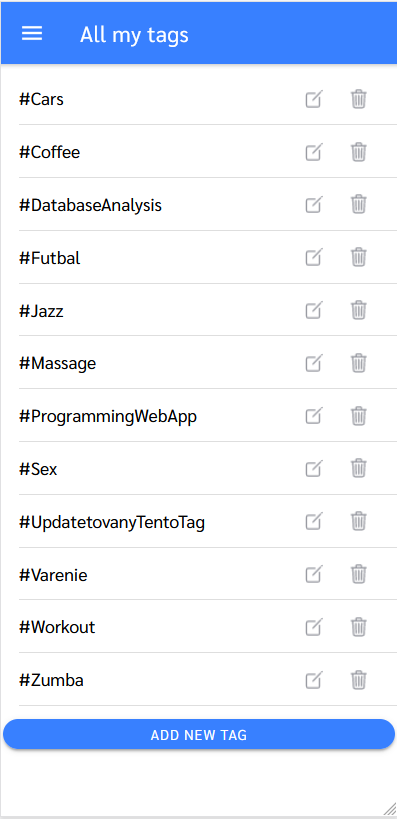 All my tags
#Cars
#Coffee
#DatabaseAnalysis
#Futbal
#Jazz
#Massage
#ProgrammingWebApp
#Sex
#UpdatetovanyTentoTag
#Varenie
#Workout
#Zumba
ADD NEW TAG